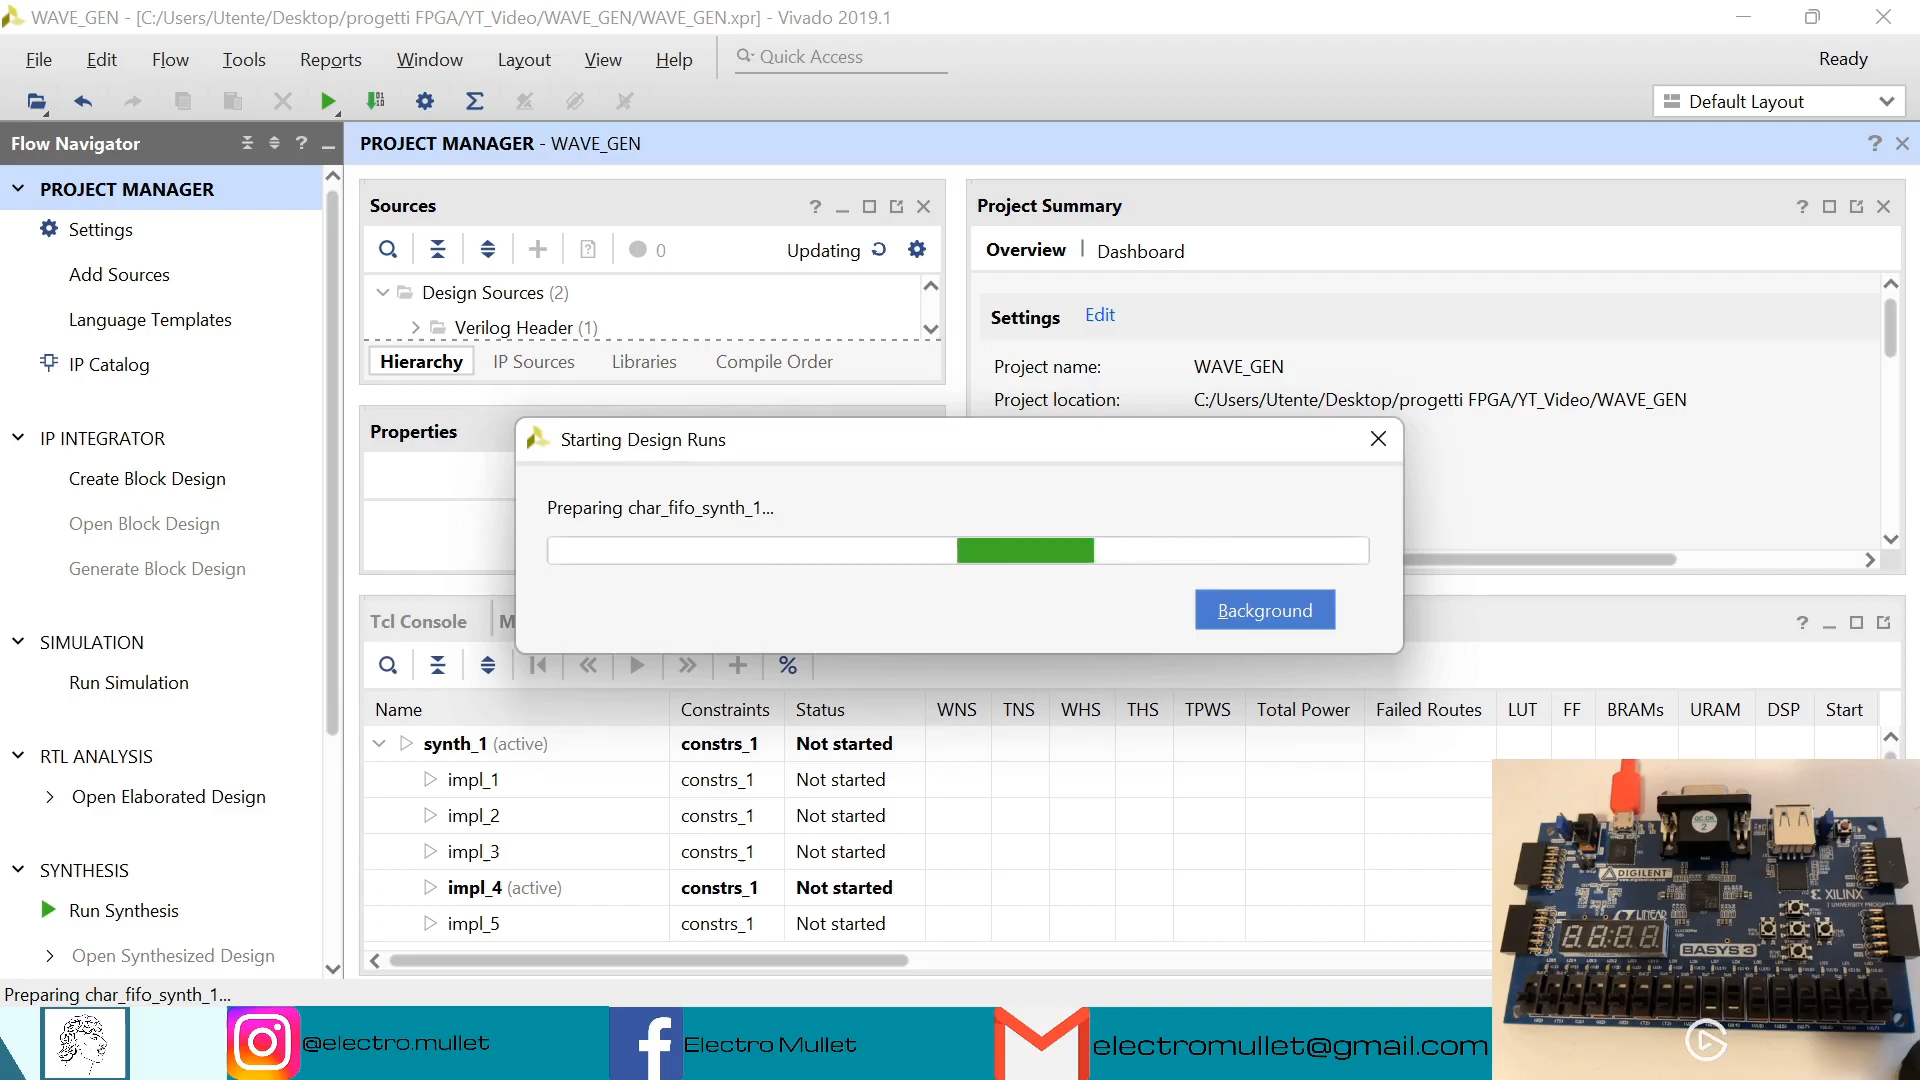 WAVE_GEN - [C:/Users/Utente/Desktop/progetti FPGA/YT_Video/WAVE_GEN/WAVE_GEN.xpr] - Vivado 2019.1
File Edit Flow Tools Reports Window Layout View Help Quick Access
Ready
Default Layout
Flow Navigator
PROJECT MANAGER - WAVE_GEN
PROJECT MANAGER
Settings
Add Sources
Language Templates
IP Catalog
IP INTEGRATOR
Create Block Design
Open Block Design
Generate Block Design
SIMULATION
Run Simulation
RTL ANALYSIS
Open Elaborated Design
SYNTHESIS
Run Synthesis
Open Synthesized Design
Sources
0
Updating
Design Sources (2)
Verilog Header (1)
Hierarchy IP Sources Libraries Compile Order
Properties
Project Summary
Overview | Dashboard
Settings Edit
Project name: WAVE_GEN
Project location: C:/Users/Utente/Desktop/progetti FPGA/YT_Video/WAVE_GEN
Starting Design Runs
Preparing char_fifo_synth_1...
Background
Tcl Console M
Name Constraints Status WNS TNS WHS THS TPWS Total Power Failed Routes LUT FF BRAMs URAM DSP Start
synth_1 (active) constrs_1 Not started
impl_1 constrs_1 Not started
impl_2 constrs_1 Not started
impl_3 constrs_1 Not started
impl_4 (active) constrs_1 Not started
impl_5 constrs_1 Not started
Preparing char_fifo_synth_1...
DIGILENT
XILINX
LINEAR
BASYS 3
@electro.mullet
Electro Mullet
electromullet@gmail.com